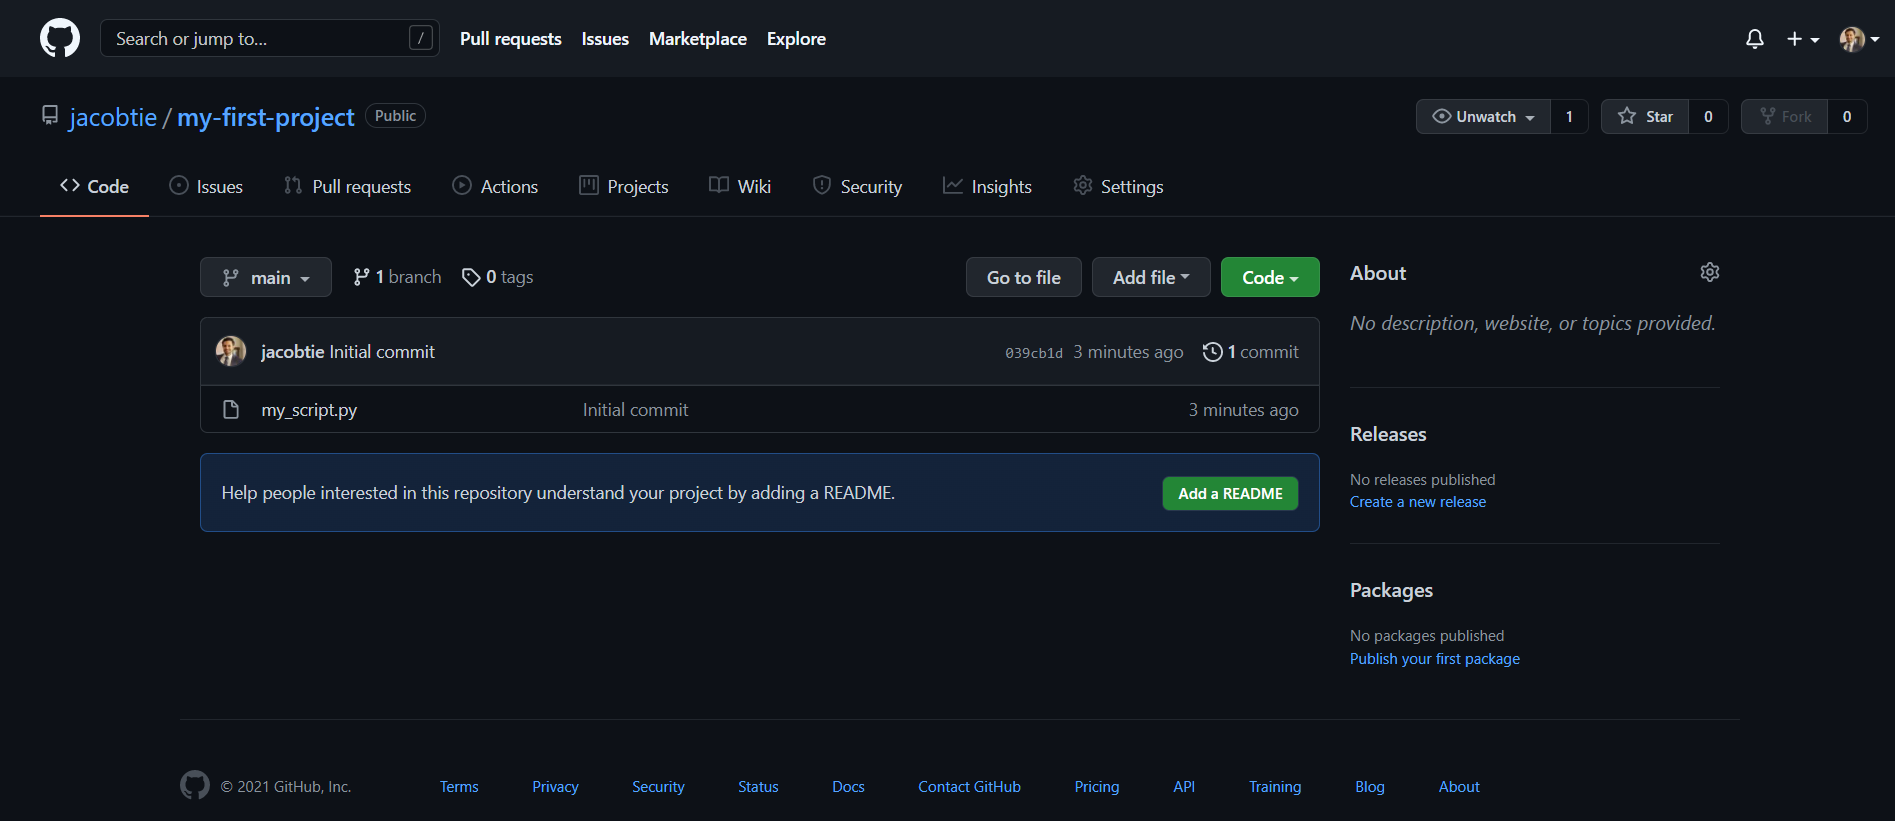 Search or jump to... / Pull requests Issues Marketplace Explore
jacobtie / my-first-project Public Unwatch 1 Star 0 Fork 0
Code Issues Pull requests Actions Projects Wiki Security Insights Settings
main 1 branch 0 tags Go to file Add file Code
jacobtie Initial commit 039cb1d 3 minutes ago 1 commit
my_script.py Initial commit 3 minutes ago
Help people interested in this repository understand your project by adding a README. Add a README
About
No description, website, or topics provided.
Releases
No releases published
Create a new release
Packages
No packages published
Publish your first package
© 2021 GitHub, Inc. Terms Privacy Security Status Docs Contact GitHub Pricing API Training Blog About